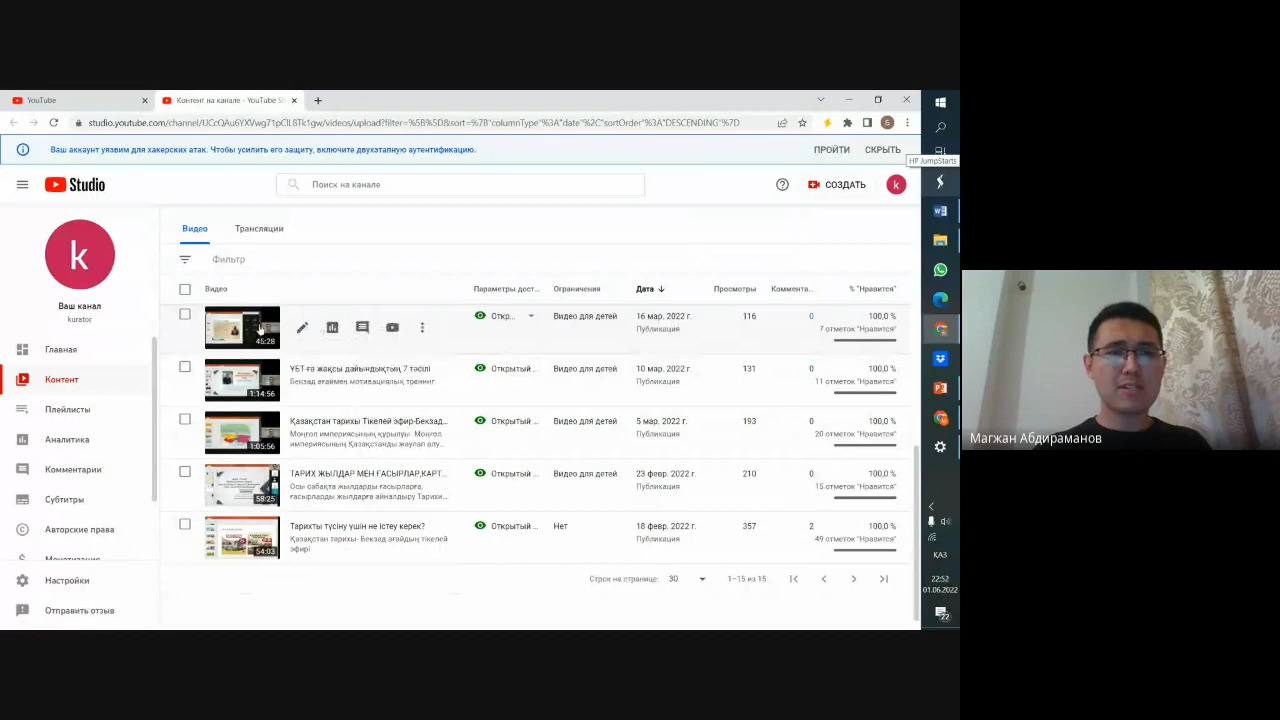 YouTube
Контент на канале - YouTube St
studio.youtube.com/channel/UCcQAu6YXVwg71pClL8Tk1gw/videos/upload?filter=%5B%5D&sort=%7B"columnType"%3A"date"%2C"sortOrder"%3A"DESCENDING"%7D
Ваш аккаунт уязвим для хакерских атак. Чтобы усилить его защиту, включите двухэтапную аутентификацию.
ПРОЙТИ
СКРЫТЬ
HP JumpStarts
Studio
Поиск на канале
СОЗДАТЬ
k
k
Ваш канал
kurator
Главная
Контент
Плейлисты
Аналитика
Комментарии
Субтитры
Авторские права
Монетизация
Настройки
Отправить отзыв
Видео
Трансляции
Фильтр
Видео
Параметры дост...
Ограничения
Дата
Просмотры
Коммента...
% "Нравится"
45:28
Откр...
Видео для детей
16 мар. 2022 г.
Публикация
116
0
100,0 %
7 отметок "Нравится"
1:14:56
ҰБТ-ға жақсы дайындықтың 7 тәсілі
Бекзад ағаймен мотивациялық тренинг
Открытый ...
Видео для детей
10 мар. 2022 г.
Публикация
131
0
100,0 %
11 отметок "Нравится"
1:05:56
Қазақстан тарихы Тікелей эфир-Бекзад...
Моңғол империясының құрылуы- Моңғол
империясының Қазақстанды жаулап алу...
Открытый ...
Видео для детей
5 мар. 2022 г.
Публикация
193
0
100,0 %
20 отметок "Нравится"
58:25
ТАРИХ ЖЫЛДАР МЕН ҒАСЫРЛАР,КАРТ...
Осы сабақта жылдарды ғасырларға,
ғасырларды жылдарға айналдыру Тарихи...
Открытый ...
Видео для детей
23 февр. 2022 г.
Публикация
210
0
100,0 %
15 отметок "Нравится"
54:03
Тарихты түсіну үшін не істеу керек?
Қазақстан тарихы- Бекзад ағайдың тікелей
эфирі
Открытый ...
Нет
18 февр. 2022 г.
Публикация
357
2
100,0 %
49 отметок "Нравится"
Строк на странице:
30
1–15 из 15
ҚАЗ
22:52
01.06.2022
22
Магжан Абдираманов